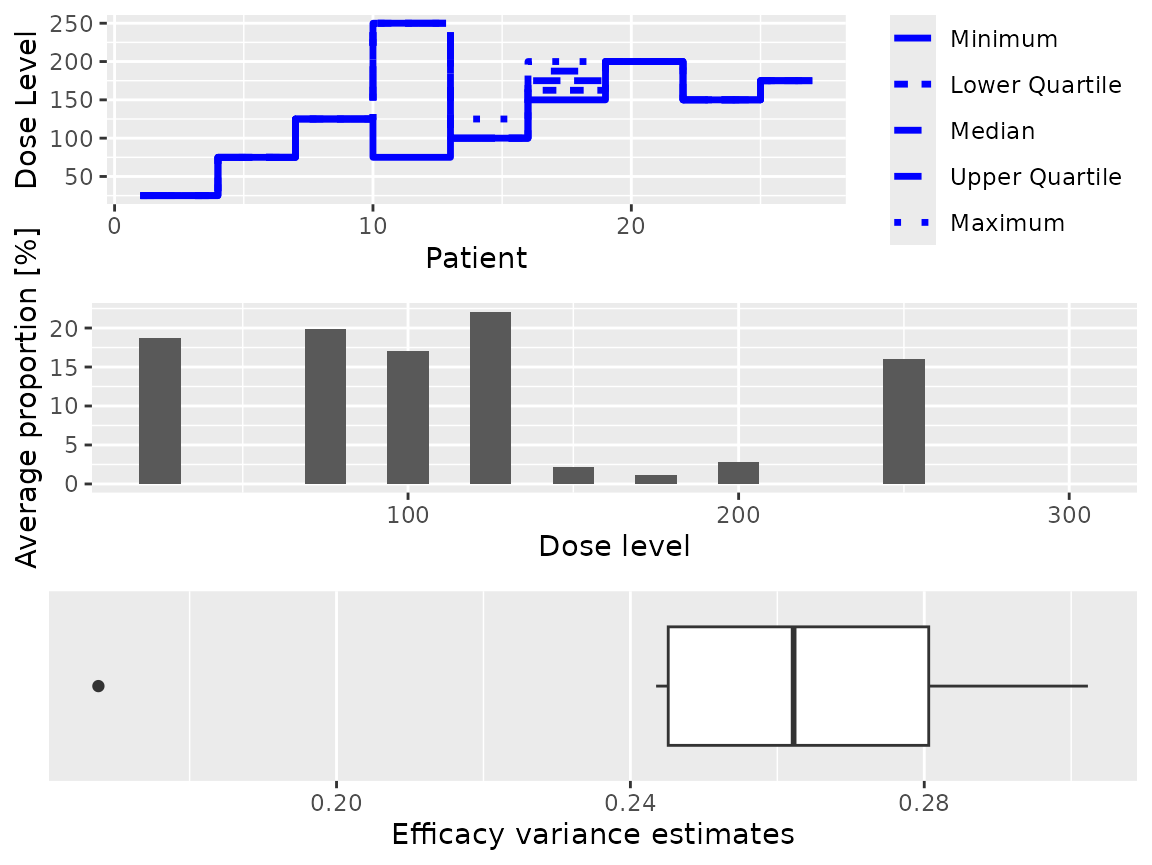 Dose Level
250
200
150
100
50
0
10
20
Patient
Minimum
Lower Quartile
Median
Upper Quartile
Maximum
Average proportion [%]
20
15
10
5
0
100
200
300
Dose level
0.20
0.24
0.28
Efficacy variance estimates